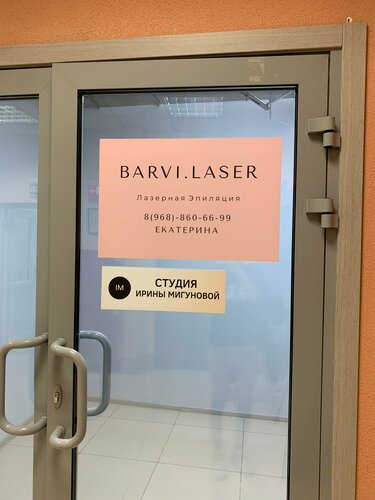 BARVI.LASER
Лазерная Эпиляция
8(968)-860-66-99
ЕКАТЕРИНА
IM
СТУДИЯ
ИРИНЫ МИГУНОВОЙ